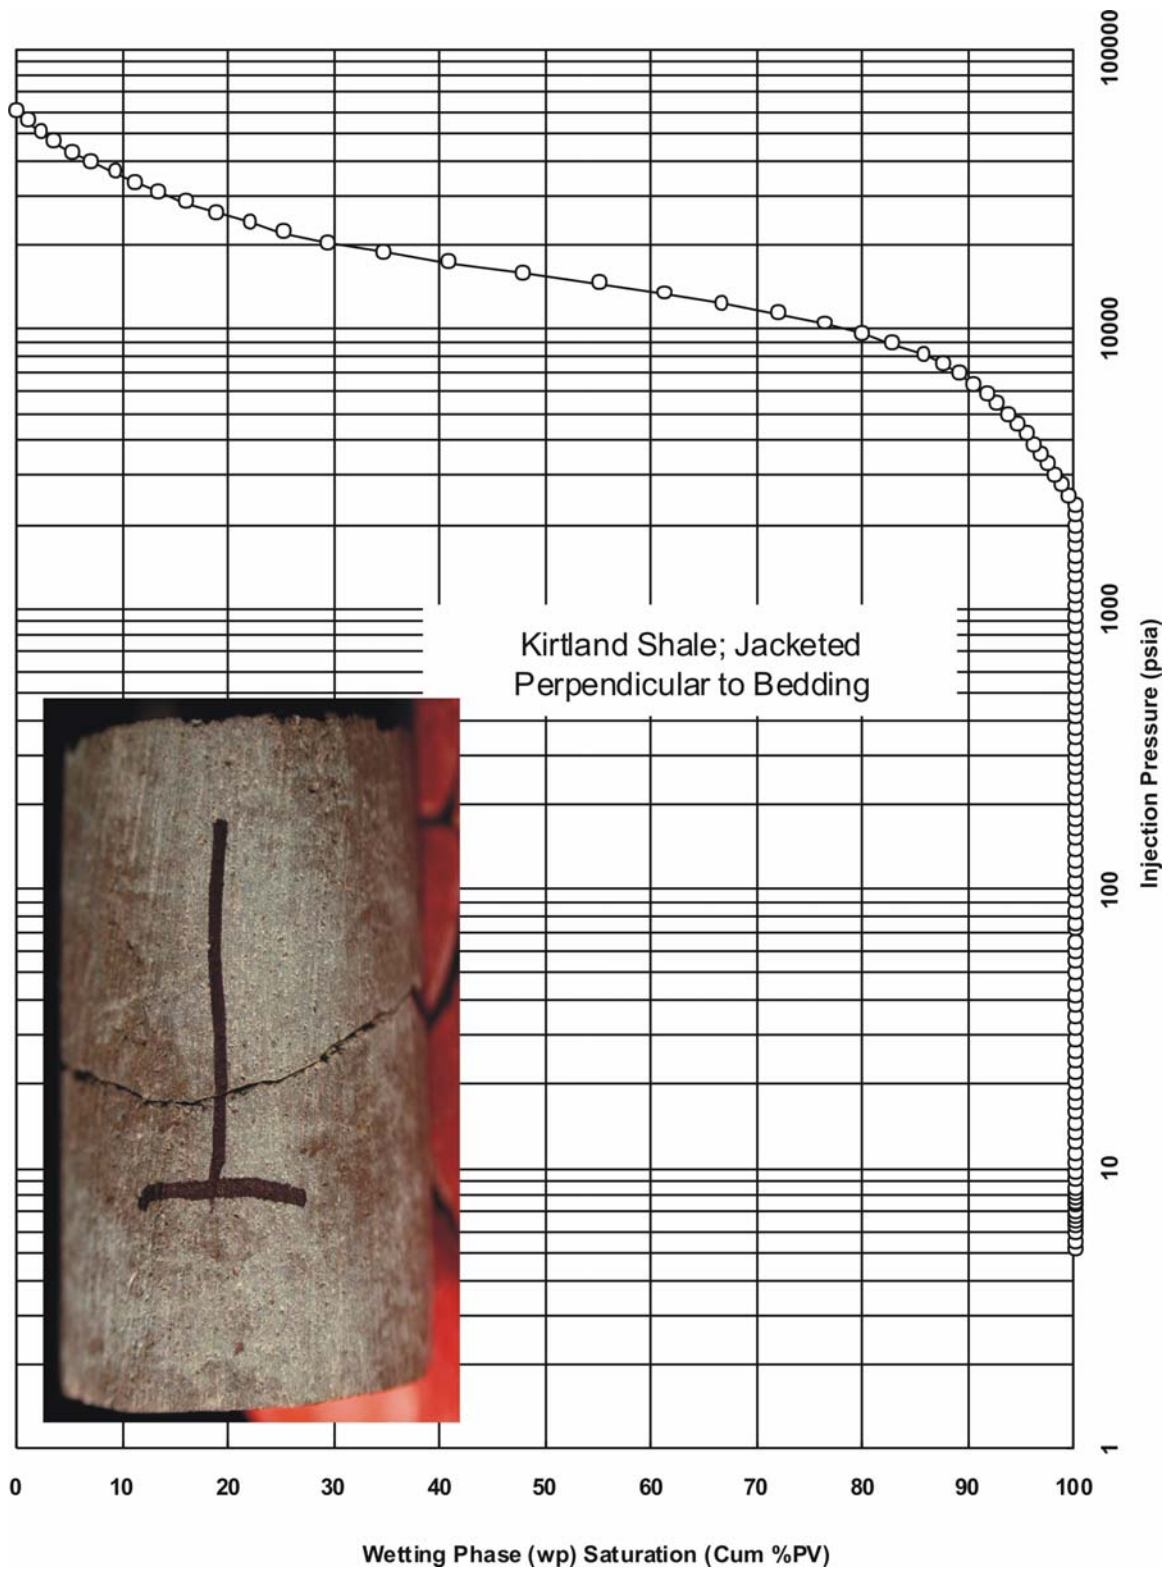 100000
10000
1000
100
10
1
Injection Pressure (psia)
Kirtland Shale; Jacketed
Perpendicular to Bedding
0 10 20 30 40 50 60 70 80 90 100
Wetting Phase (wp) Saturation (Cum %PV)